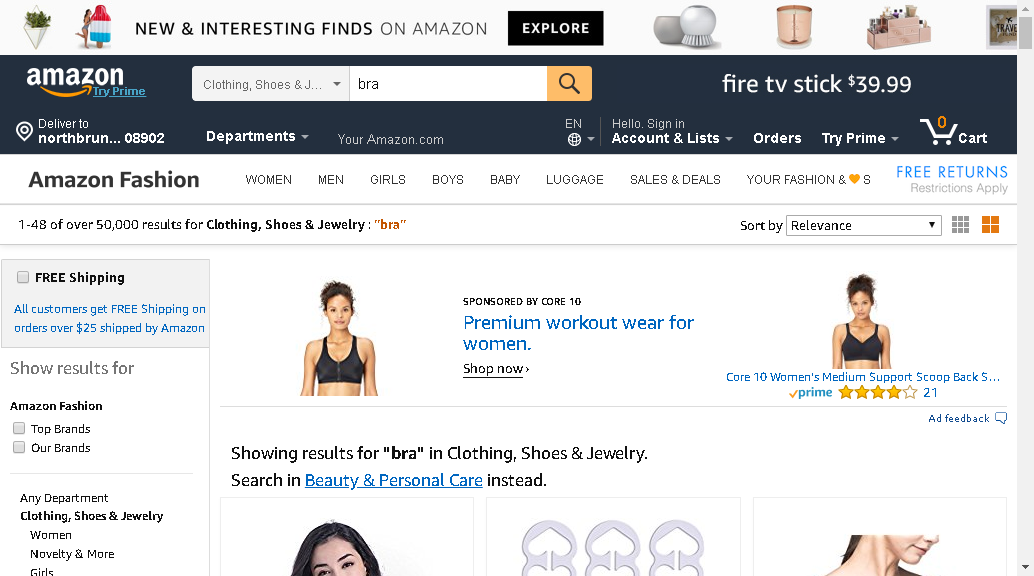 NEW & INTERESTING FINDS ON AMAZON
EXPLORE
TRAVE
amazon
Try Prime
Clothing, Shoes & J...
bra
fire tv stick $39.99
Deliver to
northbrun... 08902
Departments
Your Amazon.com
EN
Hello. Sign in
Account & Lists
Orders
Try Prime
0
Cart
Amazon Fashion
WOMEN
MEN
GIRLS
BOYS
BABY
LUGGAGE
SALES & DEALS
YOUR FASHION & 🧡 S
FREE RETURNS
Restrictions Apply
1-48 of over 50,000 results for Clothing, Shoes & Jewelry : "bra"
Sort by Relevance
FREE Shipping
All customers get FREE Shipping on
orders over $25 shipped by Amazon
Show results for
Amazon Fashion
Top Brands
Our Brands
Any Department
Clothing, Shoes & Jewelry
Women
Novelty & More
Girls
SPONSORED BY CORE 10
Premium workout wear for
women.
Shop now ›
Core 10 Women's Medium Support Scoop Back S...
prime
21
Ad feedback
Showing results for "bra" in Clothing, Shoes & Jewelry.
Search in Beauty & Personal Care instead.